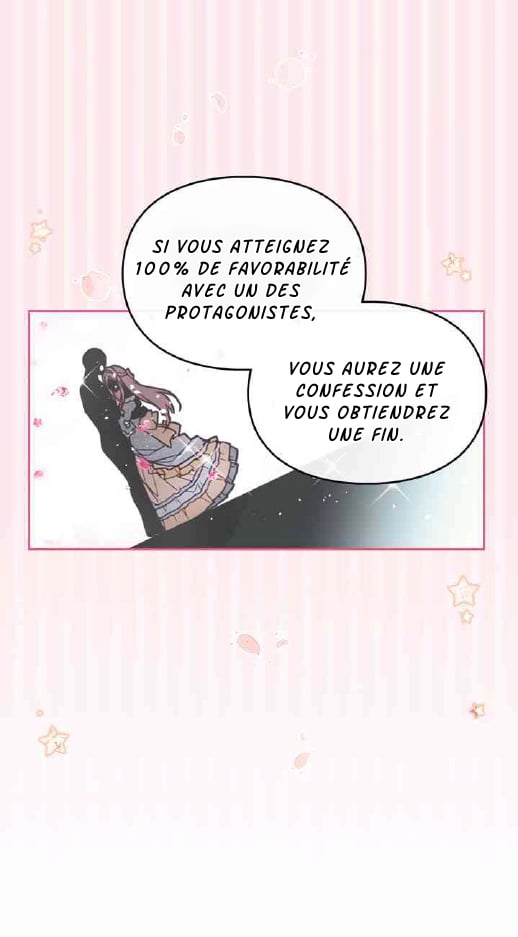 SI VOUS ATTEIGNEZ
100% DE FAVORABILITÉ
AVEC UN DES
PROTAGONISTES,
VOUS AUREZ UNE
CONFESSION ET
VOUS OBTIENDREZ
UNE FIN.